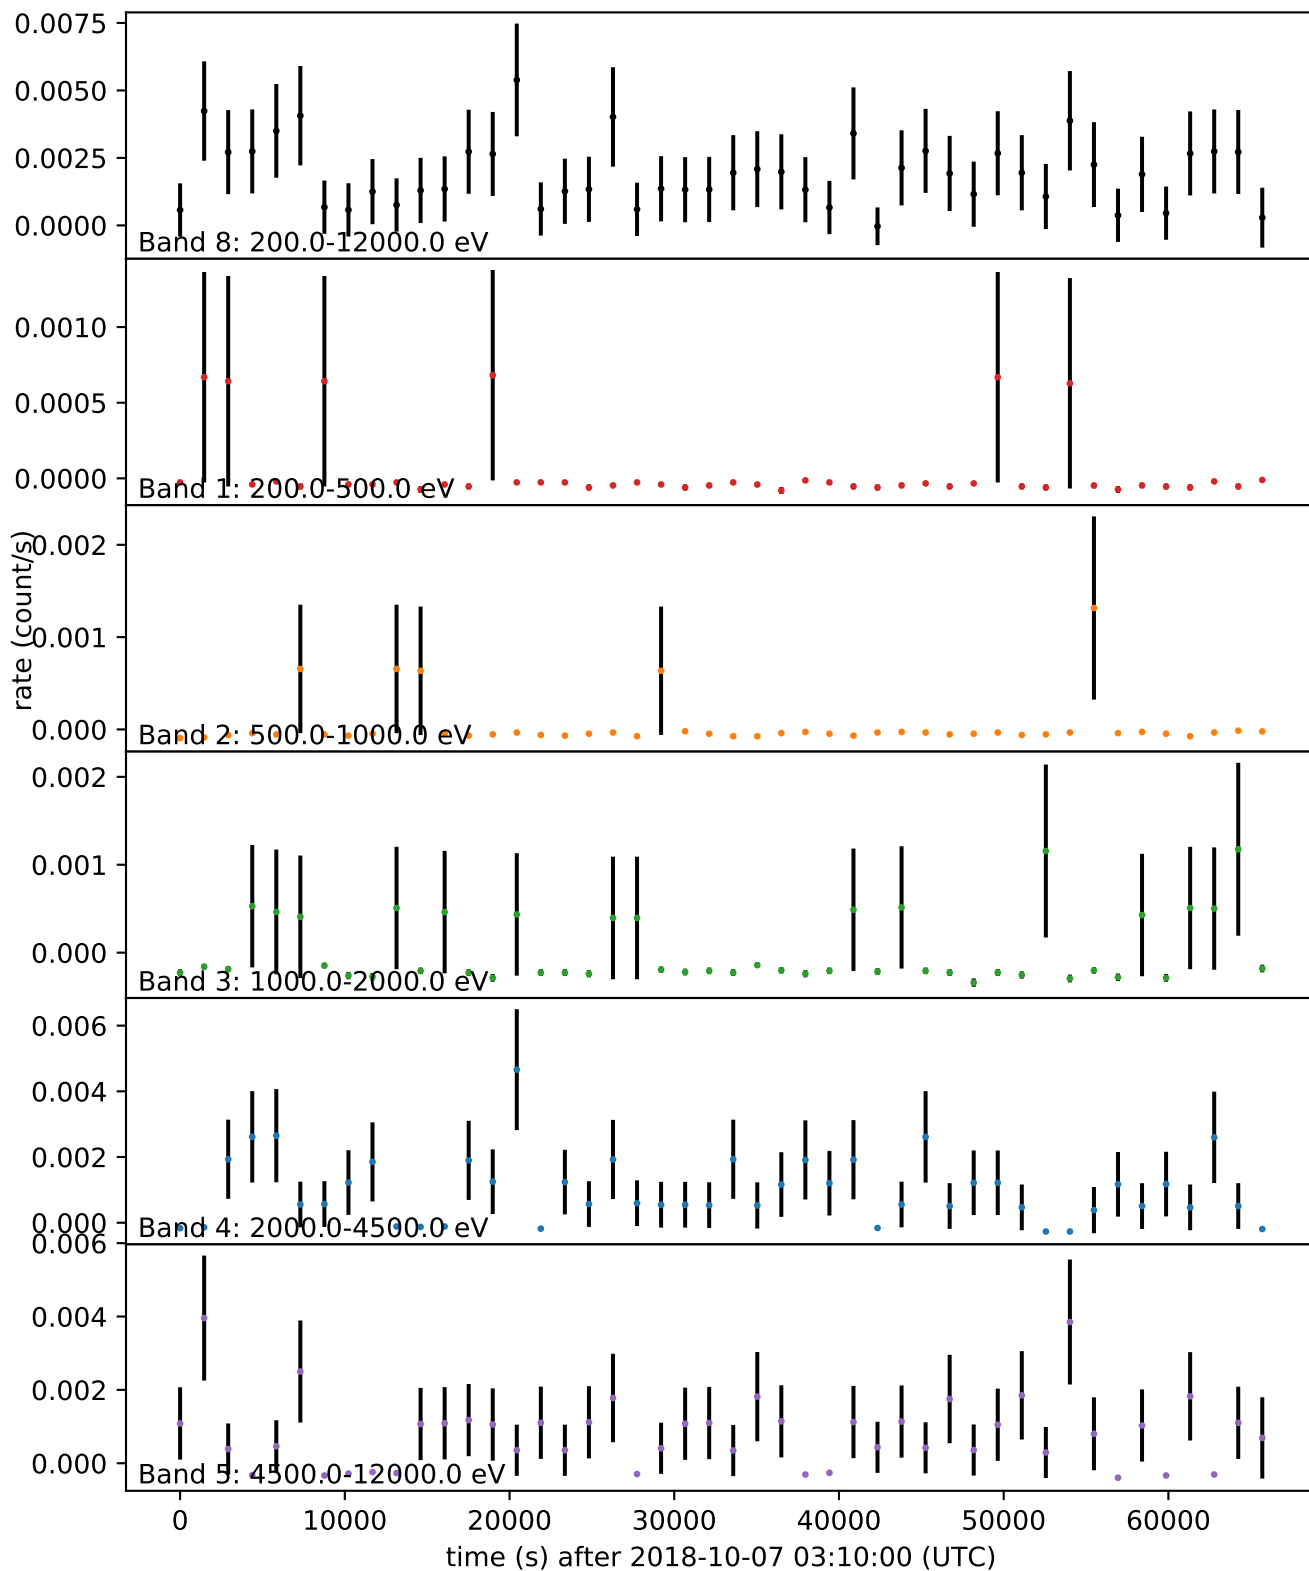 0.0075
0.0050
0.0025
0.0000
Band 8: 200.0-12000.0 eV
0.0010
0.0005
0.0000
Band 1: 200.0-500.0 eV
rate (count/s)
0.002
0.001
0.000
Band 2: 500.0-1000.0 eV
0.002
0.001
0.000
Band 3: 1000.0-2000.0 eV
0.006
0.004
0.002
0.000
Band 4: 2000.0-4500.0 eV
0.006
0.004
0.002
0.000
Band 5: 4500.0-12000.0 eV
0 10000 20000 30000 40000 50000 60000
time (s) after 2018-10-07 03:10:00 (UTC)